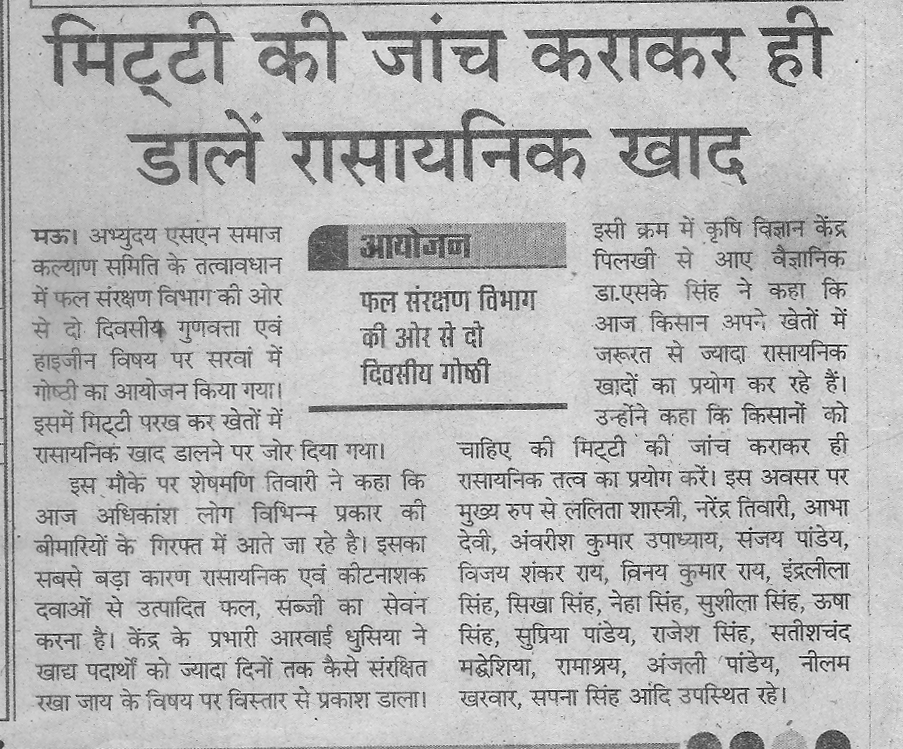 मिट्टी की जांच कराकर ही
डालें रासायनिक खाद
मऊ। अभ्युदय एसएन समाज
कल्याण समिति के तत्वावधान
में फल संरक्षण विभाग की ओर
से दो दिवसीय गुणवत्ता एवं
हाइजीन विषय पर सरवां में
गोष्ठी का आयोजन किया गया।
इसमें मिट्टी परख कर खेतों में
रासायनिक खाद डालने पर जोर दिया गया।
इस मौके पर शेषमणि तिवारी ने कहा कि
आज अधिकांश लोग विभिन्न प्रकार की
बीमारियों के गिरफ्त में आते जा रहे है। इसका
सबसे बड़ा कारण रासायनिक एवं कीटनाशक
दवाओं से उत्पादित फल, सब्जी का सेवन
करना है। केंद्र के प्रभारी आरवाई धुसिया ने
खाद्य पदार्थो को ज्यादा दिनों तक कैसे संरक्षित
रखा जाय के विषय पर विस्तार से प्रकाश डाला।
आयोजन
फल संरक्षण विभाग
की ओर से दो
दिवसीय गोष्ठी
इसी क्रम में कृषि विज्ञान केंद्र
पिलखी से आए वैज्ञानिक
डा.एसके सिंह ने कहा कि
आज किसान अपने खेतों में
जरूरत से ज्यादा रासायनिक
खादों का प्रयोग कर रहे हैं।
उन्होंने कहा कि किसानों को
चाहिए की मिट्टी की जांच कराकर ही
रासायनिक तत्व का प्रयोग करें। इस अवसर पर
मुख्य रुप से ललिता शास्त्री, नरेंद्र तिवारी, आभा
देवी, अंवरीश कुमार उपाध्याय, संजय पांडेय,
विजय शंकर राय, विनय कुमार राय, इंद्रलीला
सिंह, सिखा सिंह, नेहा सिंह, सुशीला सिंह, ऊषा
सिंह, सुप्रिया पांडेय, राजेश सिंह, सतीशचंद
मद्धेशिया, रामाश्रय, अंजली पांडेय, नीलम
खरवार, सपना सिंह आदि उपस्थित रहे।